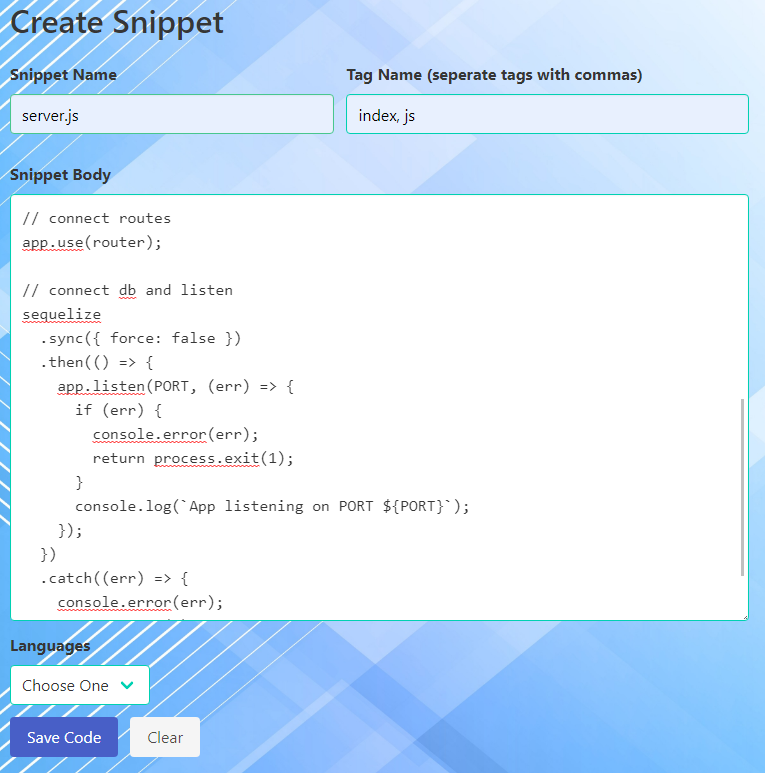 Create Snippet
Snippet Name
Tag Name (seperate tags with commas)
server.js
index, js
Snippet Body
// connect routes
app.use(router);
// connect db and listen
sequelize
  .sync({ force: false })
  .then(() => {
    app.listen(PORT, (err) => {
      if (err) {
        console.error(err);
        return process.exit(1);
      }
      console.log(`App listening on PORT ${PORT}`);
    });
  })
  .catch((err) => {
    console.error(err);
Languages
Choose One
Save Code
Clear